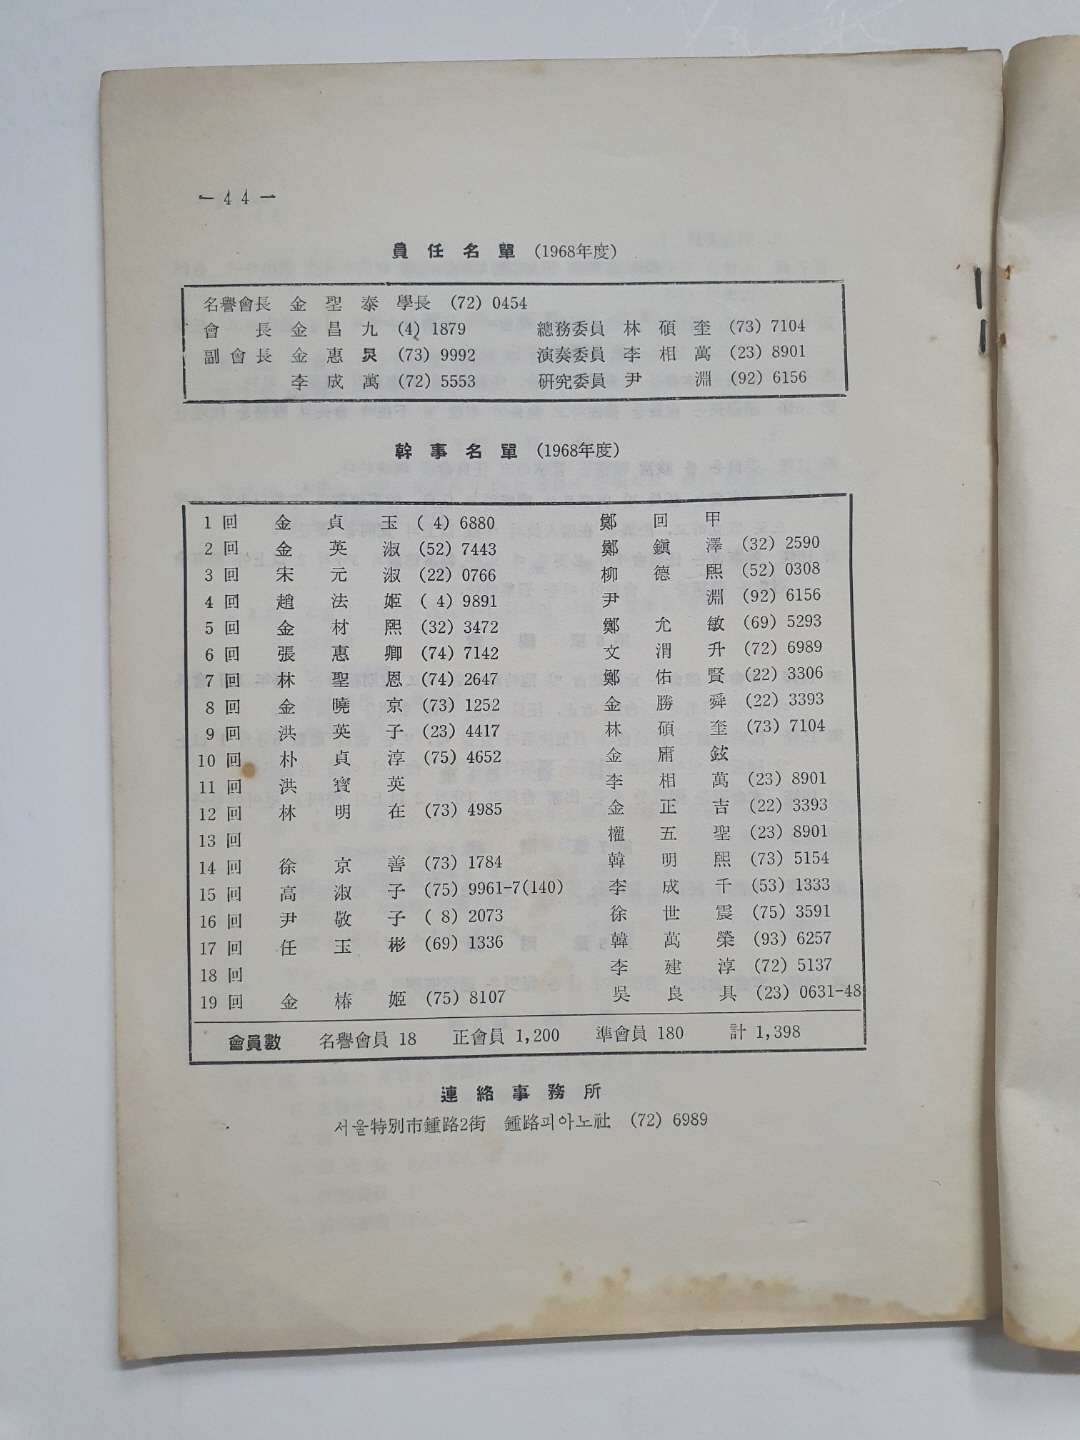 — 44 —
員任名單 (1968年度)
名譽會長 金聖泰 學長 (72) 0454
會長 金昌九 (4) 1879 總務委員 林碩奎 (73) 7104
副會長 金惠炅 (73) 9992 演奏委員 李相萬 (23) 8901
李成萬 (72) 5553 硏究委員 尹淵 (92) 6156
幹事名單 (1968年度)
1回 金貞玉 (4) 6880 鄭回甲
2回 金英淑 (52) 7443 鄭鎭澤 (32) 2590
3回 宋元淑 (22) 0766 柳德熙 (52) 0308
4回 趙法姬 (4) 9891 尹淵 (92) 6156
5回 金材熙 (32) 3472 鄭允敏 (69) 5293
6回 張惠卿 (74) 7142 文渭升 (72) 6989
7回 林聖恩 (74) 2647 鄭佑賢 (22) 3306
8回 金曉京 (73) 1252 金勝舜 (22) 3393
9回 洪英子 (23) 4417 林碩奎 (73) 7104
10回 朴貞淳 (75) 4652 金庸鉉
11回 洪寶英 李相萬 (23) 8901
12回 林明在 (73) 4985 金正吉 (22) 3393
13回 權五聖 (23) 8901
14回 徐京善 (73) 1784 韓明熙 (73) 5154
15回 高淑子 (75) 9961-7(140) 李成千 (53) 1333
16回 尹敬子 (8) 2073 徐世震 (75) 3591
17回 任玉彬 (69) 1336 韓萬榮 (93) 6257
18回 李建淳 (72) 5137
19回 金椿姬 (75) 8107 吳良具 (23) 0631-48
會員數 名譽會員 18 正會員 1,200 準會員 180 計 1,398
連絡事務所
서울特別市鍾路2街 鍾路피아노社 (72) 6989